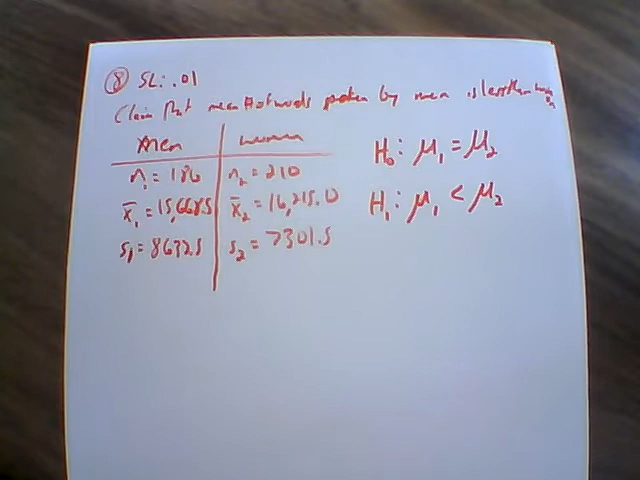 ⑧ SL: .01
Claim that mean # of words spoken by men is less than
Men women H₀: μ₁ = μ₂
n₁ = 186 n₂ = 210
x̄₁ = 15,668.5 x̄₂ = 16,215.0 H₁: μ₁ < μ₂
s₁ = 8632.5 s₂ = 7301.5